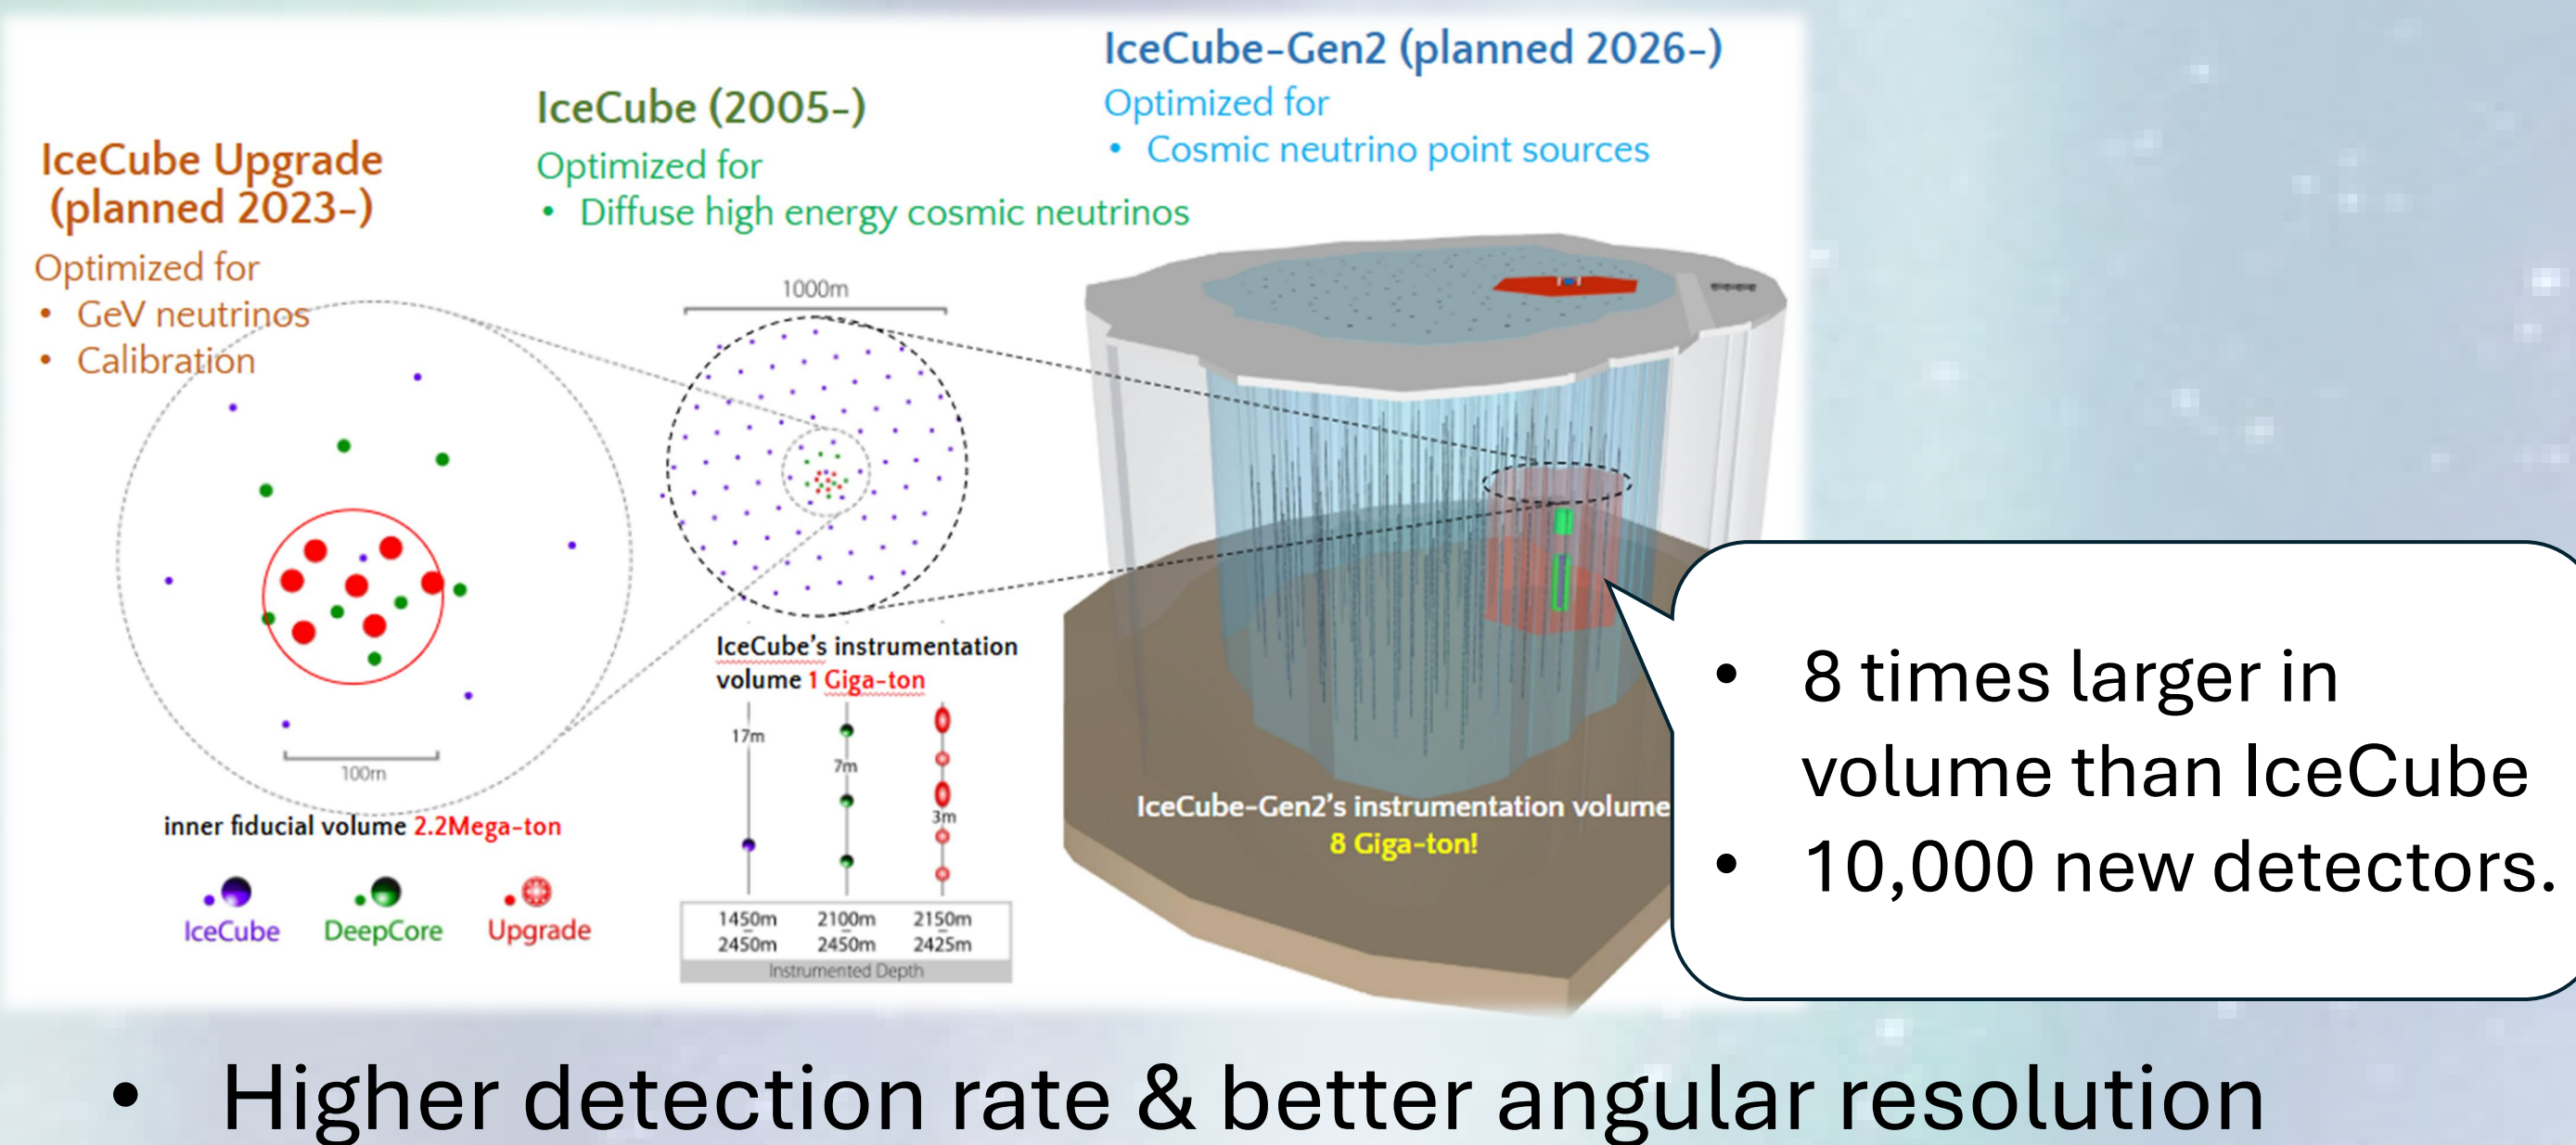 IceCube Upgrade
(planned 2023-)
Optimized for
• GeV neutrinos
• Calibration
100m
inner fiducial volume 2.2Mega-ton
IceCube DeepCore Upgrade
IceCube (2005-)
Optimized for
• Diffuse high energy cosmic neutrinos
1000m
IceCube's instrumentation
volume 1 Giga-ton
17m
7m
3m
1450m 2100m 2150m
2450m 2450m 2425m
Instrumented Depth
IceCube-Gen2 (planned 2026-)
Optimized for
• Cosmic neutrino point sources
IceCube-Gen2's instrumentation volume
8 Giga-ton!
• 8 times larger in
volume than IceCube
• 10,000 new detectors.
• Higher detection rate & better angular resolution